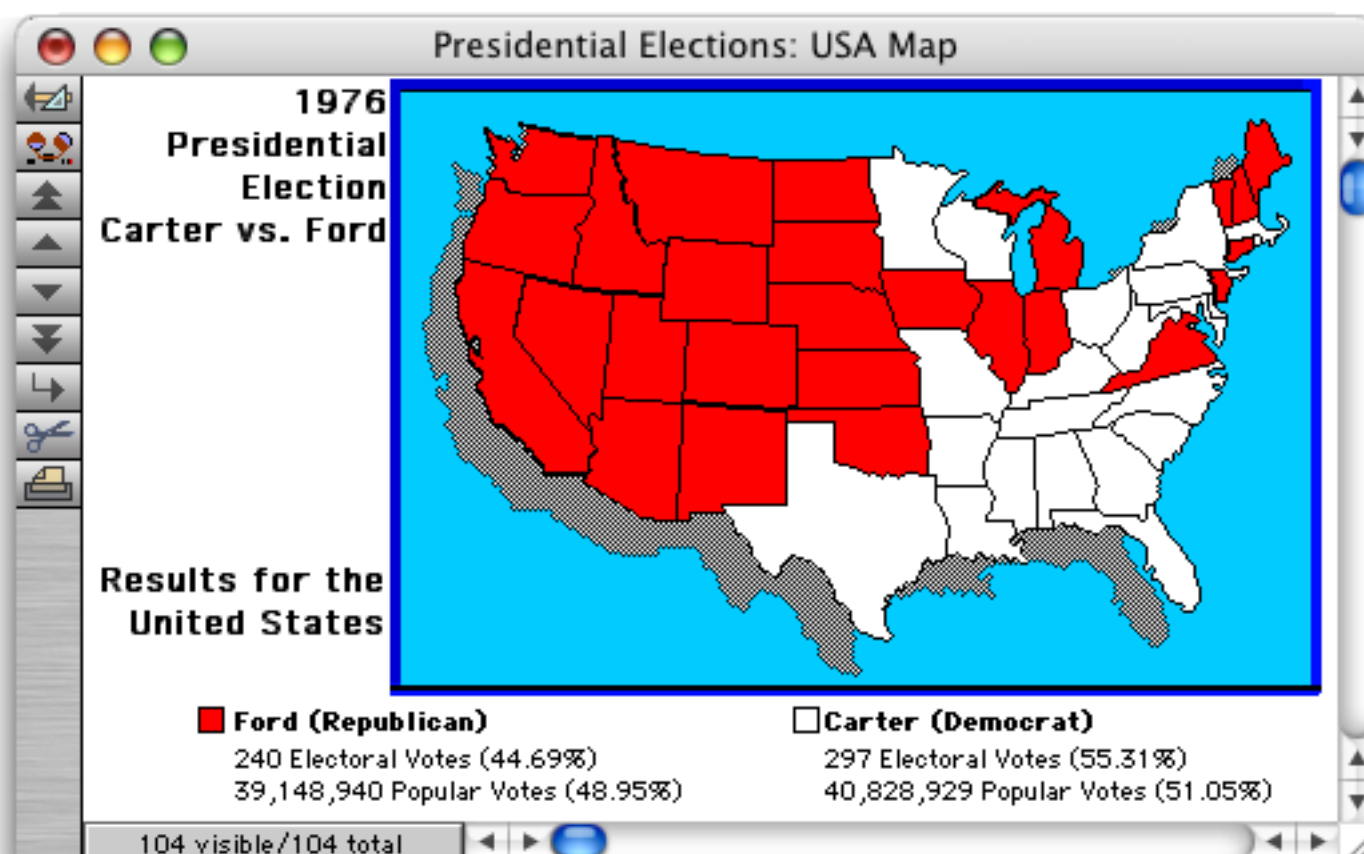 Presidential Elections: USA Map
1976
Presidential
Election
Carter vs. Ford
Results for the
United States
Ford (Republican)
240 Electoral Votes (44.69%)
39,148,940 Popular Votes (48.95%)
Carter (Democrat)
297 Electoral Votes (55.31%)
40,828,929 Popular Votes (51.05%)
104 visible/104 total